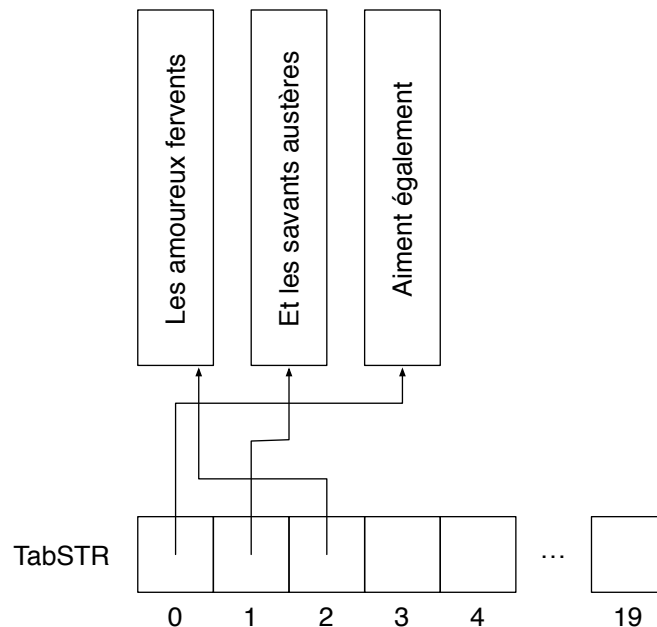 Les amoureux fervents
Et les savants austères
Aiment également
TabSTR
...
0 1 2 3 4 19